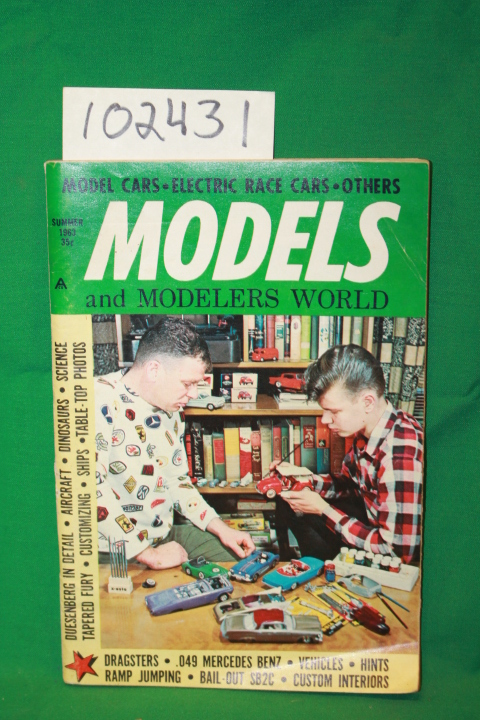 102431
MODEL CARS • ELECTRIC RACE CARS • OTHERS
SUMMER
1963
35¢
MODELS
and MODELERS WORLD
DUESENBERG IN DETAIL • AIRCRAFT • DINOSAURS • SCIENCE
TAPERED FURY • CUSTOMIZING • SHIPS • TABLE-TOP PHOTOS
DRAGSTERS • .049 MERCEDES BENZ • VEHICLES • HINTS
RAMP JUMPING • BAIL-OUT SB2C • CUSTOM INTERIORS